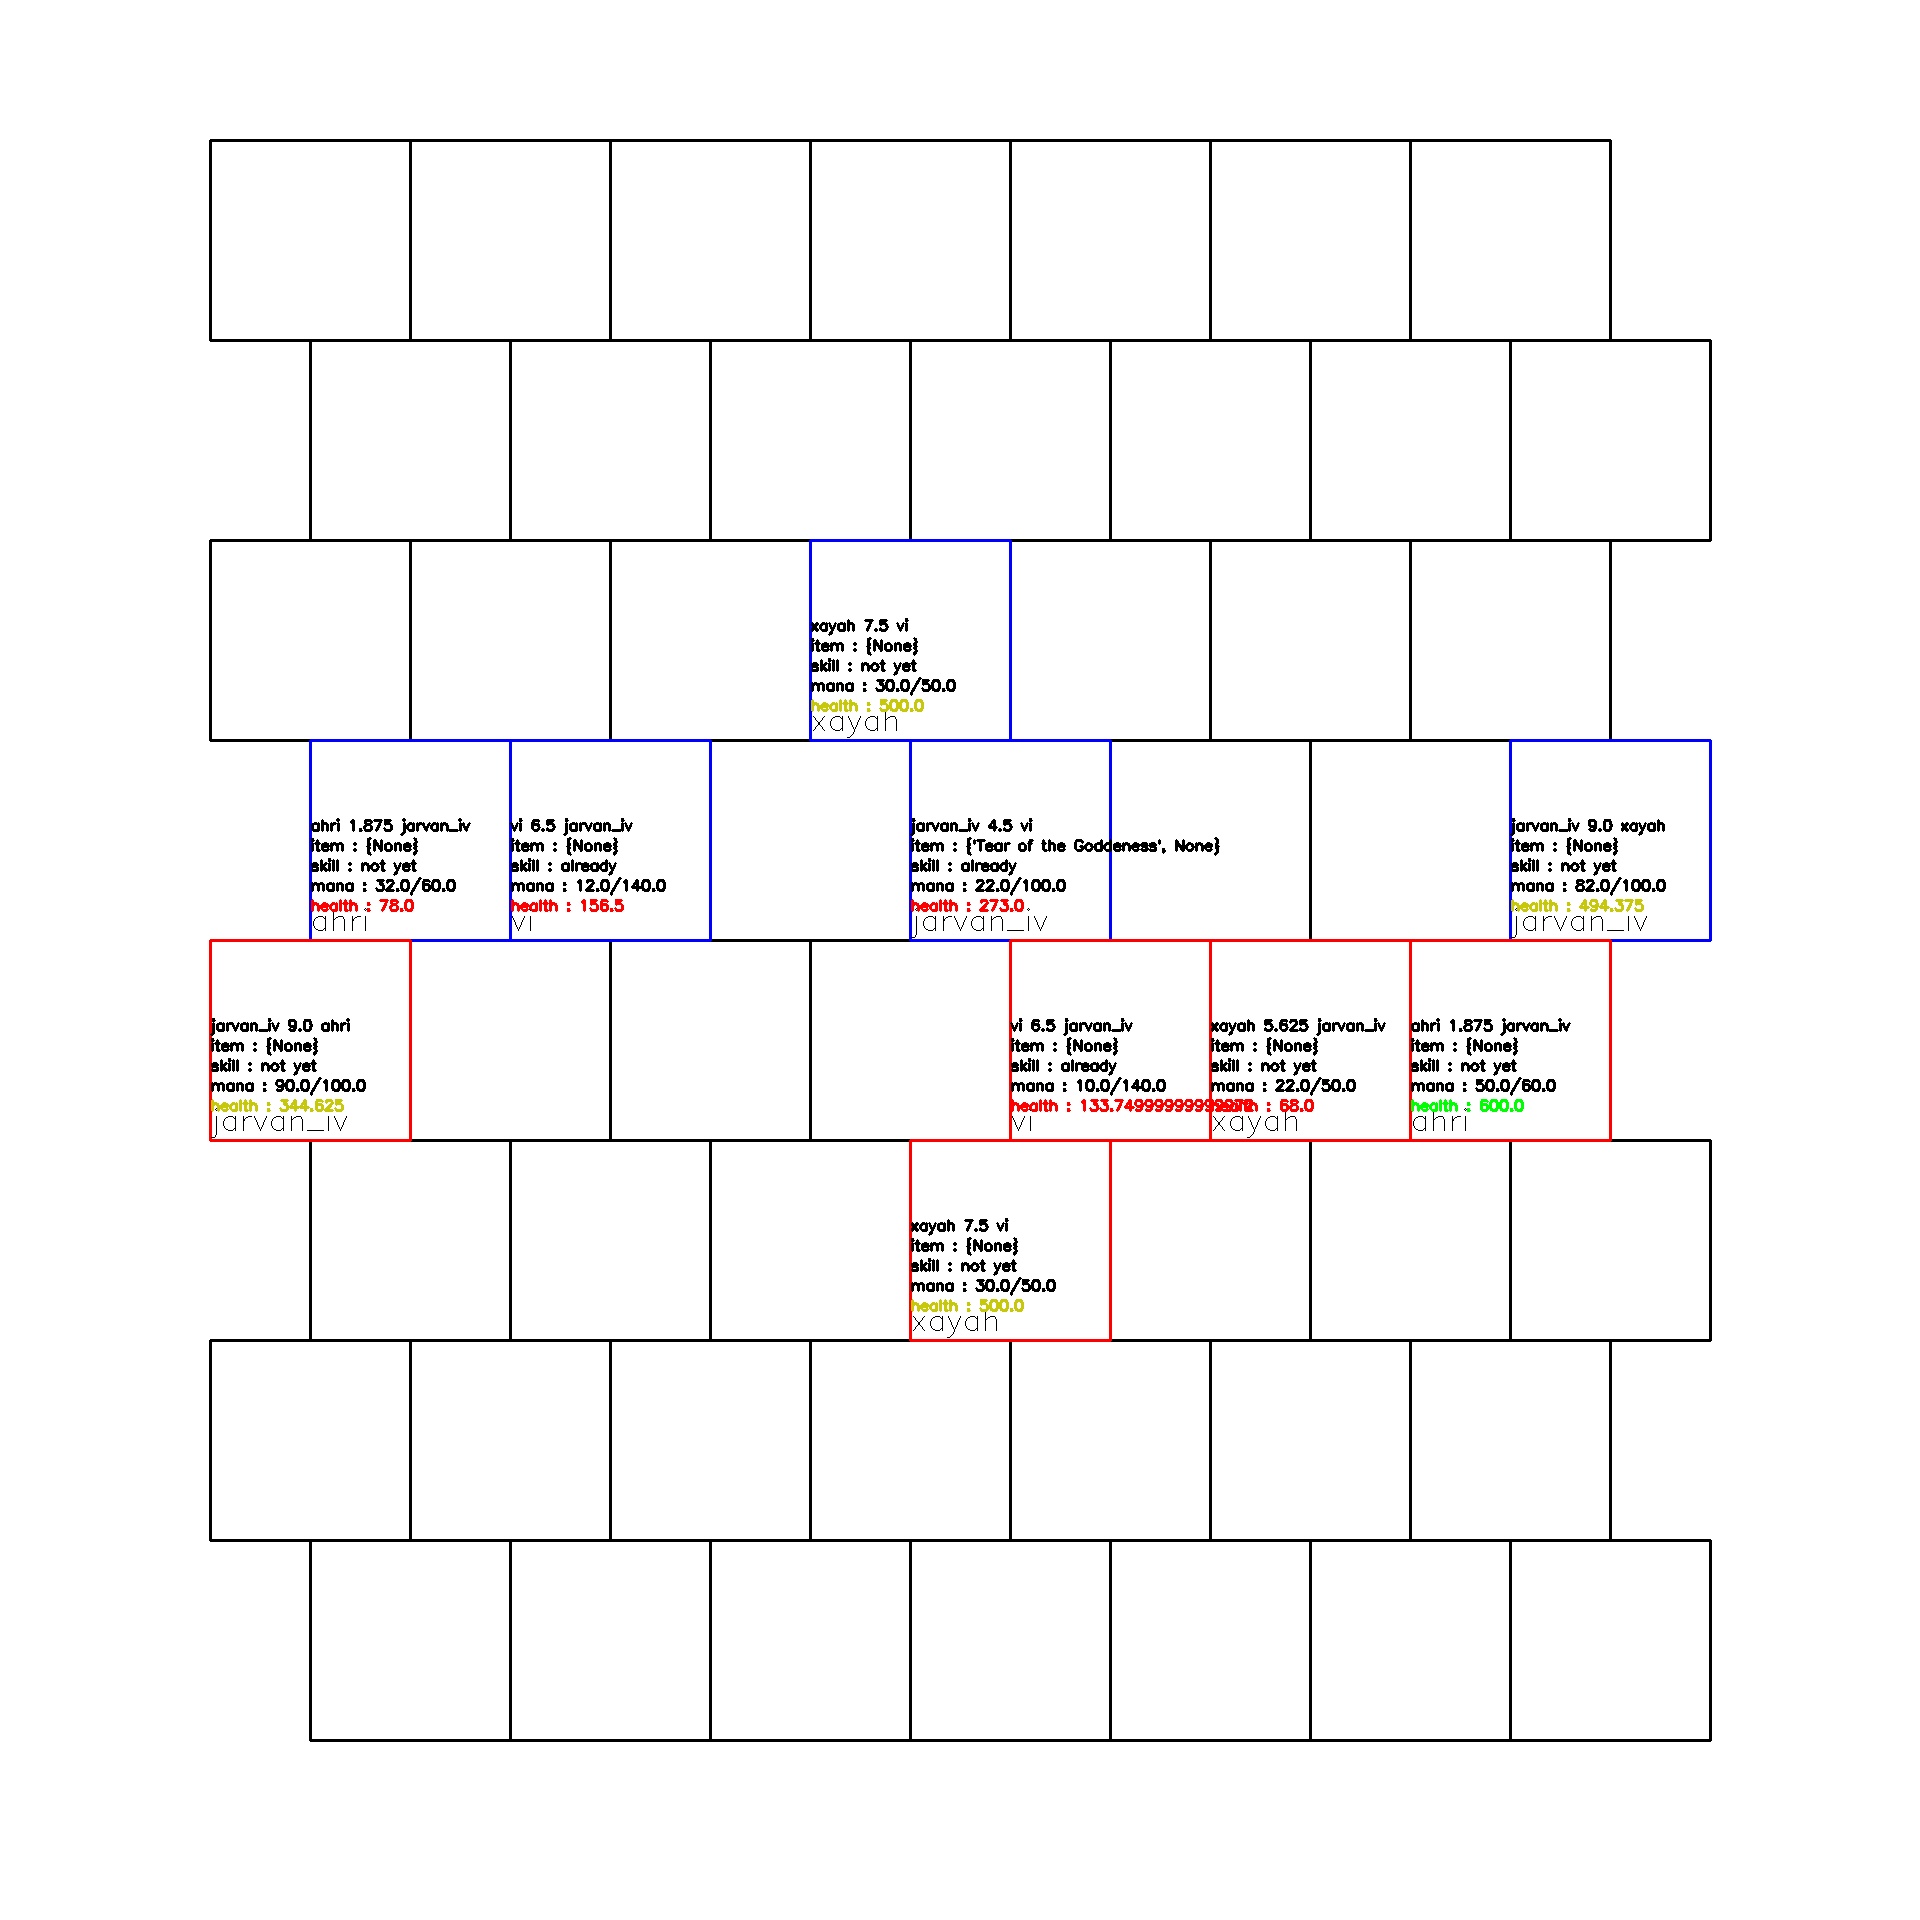 xayah 7.5 vi
item : {None}
skill : not yet
mana : 30.0/50.0
health : 500.0
xayah
ahri 1.875 jarvan_iv
item : {None}
skill : not yet
mana : 32.0/60.0
health : 78.0
ahri
vi 6.5 jarvan_iv
item : {None}
skill : already
mana : 12.0/140.0
health : 156.5
vi
jarvan_iv 4.5 vi
item : {'Tear of the Goddeness', None}
skill : already
mana : 22.0/100.0
health : 273.0
jarvan_iv
jarvan_iv 9.0 xayah
item : {None}
skill : not yet
mana : 82.0/100.0
health : 494.375
jarvan_iv
jarvan_iv 9.0 ahri
item : {None}
skill : not yet
mana : 90.0/100.0
health : 344.625
jarvan_iv
vi 6.5 jarvan_iv
item : {None}
skill : already
mana : 10.0/140.0
health :
vi
xayah 5.625 jarvan_iv
item : {None}
skill : not yet
mana : 22.0/50.0
health : 68.0
xayah
ahri 1.875 jarvan_iv
item : {None}
skill : not yet
mana : 50.0/60.0
health : 600.0
ahri
xayah 7.5 vi
item : {None}
skill : not yet
mana : 30.0/50.0
health : 500.0
xayah